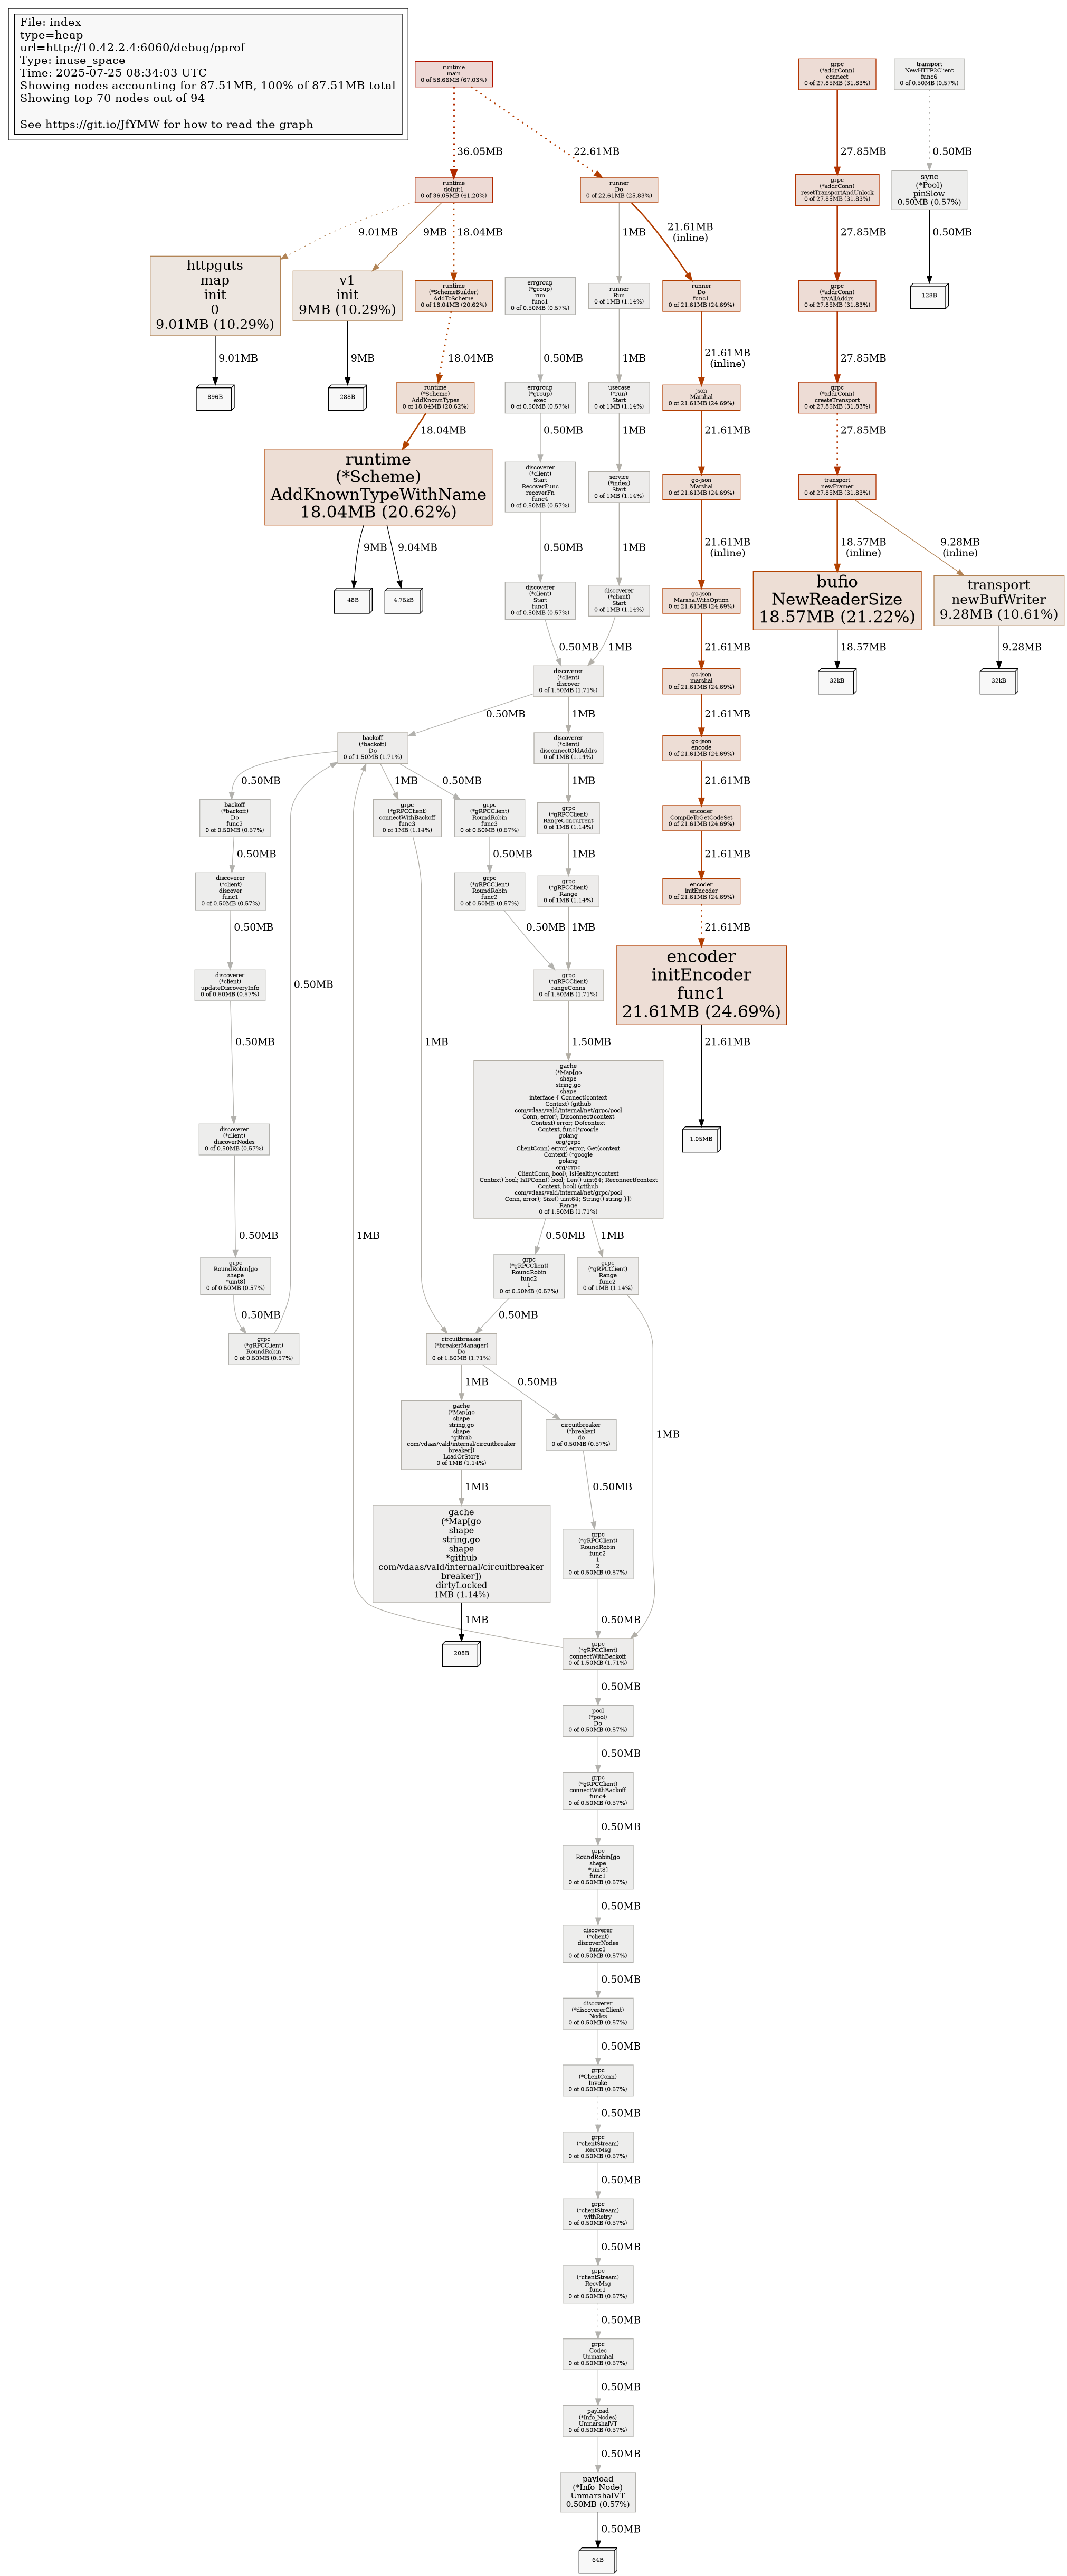 File: index
type=heap
url=http://10.42.2.4:6060/debug/pprof
Type: inuse_space
Time: 2025-07-25 08:34:03 UTC
Showing nodes accounting for 87.51MB, 100% of 87.51MB total
Showing top 70 nodes out of 94
See https://git.io/JfYMW for how to read the graph
runtime
main
0 of 58.66MB (67.03%)
grpc
(*addrConn)
connect
0 of 27.85MB (31.83%)
transport
NewHTTP2Client
func6
0 of 0.50MB (0.57%)
36.05MB
22.61MB
27.85MB
0.50MB
runtime
doInit1
0 of 36.05MB (41.20%)
runner
Do
0 of 22.61MB (25.83%)
grpc
(*addrConn)
resetTransportAndUnlock
0 of 27.85MB (31.83%)
sync
(*Pool)
pinSlow
0.50MB (0.57%)
9.01MB
9MB
18.04MB
1MB
21.61MB
(inline)
27.85MB
0.50MB
httpguts
map
init
0
9.01MB (10.29%)
v1
init
9MB (10.29%)
runtime
(*SchemeBuilder)
AddToScheme
0 of 18.04MB (20.62%)
errgroup
(*group)
run
func1
0 of 0.50MB (0.57%)
runner
Run
0 of 1MB (1.14%)
runner
Do
func1
0 of 21.61MB (24.69%)
grpc
(*addrConn)
tryAllAddrs
0 of 27.85MB (31.83%)
128B
9.01MB
9MB
18.04MB
0.50MB
1MB
21.61MB
(inline)
27.85MB
896B
288B
runtime
(*Scheme)
AddKnownTypes
0 of 18.04MB (20.62%)
errgroup
(*group)
exec
0 of 0.50MB (0.57%)
usecase
(*run)
Start
0 of 1MB (1.14%)
json
Marshal
0 of 21.61MB (24.69%)
grpc
(*addrConn)
createTransport
0 of 27.85MB (31.83%)
18.04MB
0.50MB
1MB
21.61MB
27.85MB
runtime
(*Scheme)
AddKnownTypeWithName
18.04MB (20.62%)
discoverer
(*client)
Start
RecoverFunc
recoverFn
func4
0 of 0.50MB (0.57%)
service
(*index)
Start
0 of 1MB (1.14%)
go-json
Marshal
0 of 21.61MB (24.69%)
transport
newFramer
0 of 27.85MB (31.83%)
9MB
9.04MB
0.50MB
1MB
21.61MB
(inline)
18.57MB
(inline)
9.28MB
(inline)
48B
4.75kB
discoverer
(*client)
Start
func1
0 of 0.50MB (0.57%)
discoverer
(*client)
Start
0 of 1MB (1.14%)
go-json
MarshalWithOption
0 of 21.61MB (24.69%)
bufio
NewReaderSize
18.57MB (21.22%)
transport
newBufWriter
9.28MB (10.61%)
0.50MB
1MB
21.61MB
18.57MB
9.28MB
discoverer
(*client)
discover
0 of 1.50MB (1.71%)
go-json
marshal
0 of 21.61MB (24.69%)
32kB
32kB
0.50MB
1MB
21.61MB
backoff
(*backoff)
Do
0 of 1.50MB (1.71%)
discoverer
(*client)
disconnectOldAddrs
0 of 1MB (1.14%)
go-json
encode
0 of 21.61MB (24.69%)
0.50MB
1MB
0.50MB
1MB
21.61MB
backoff
(*backoff)
Do
func2
0 of 0.50MB (0.57%)
grpc
(*gRPCClient)
connectWithBackoff
func3
0 of 1MB (1.14%)
grpc
(*gRPCClient)
RoundRobin
func3
0 of 0.50MB (0.57%)
grpc
(*gRPCClient)
RangeConcurrent
0 of 1MB (1.14%)
encoder
CompileToGetCodeSet
0 of 21.61MB (24.69%)
0.50MB
0.50MB
1MB
21.61MB
discoverer
(*client)
discover
func1
0 of 0.50MB (0.57%)
grpc
(*gRPCClient)
RoundRobin
func2
0 of 0.50MB (0.57%)
grpc
(*gRPCClient)
Range
0 of 1MB (1.14%)
encoder
initEncoder
0 of 21.61MB (24.69%)
0.50MB
0.50MB
1MB
21.61MB
discoverer
(*client)
updateDiscoveryInfo
0 of 0.50MB (0.57%)
0.50MB
grpc
(*gRPCClient)
rangeConns
0 of 1.50MB (1.71%)
encoder
initEncoder
func1
21.61MB (24.69%)
0.50MB
1MB
1.50MB
21.61MB
discoverer
(*client)
discoverNodes
0 of 0.50MB (0.57%)
gache
(*Map[go
shape
string,go
shape
interface { Connect(context
Context) (github
com/vdaas/vald/internal/net/grpc/pool
Conn, error); Disconnect(context
Context) error; Do(context
Context, func(*google
golang
org/grpc
ClientConn) error) error; Get(context
Context) (*google
golang
org/grpc
ClientConn, bool); IsHealthy(context
Context) bool; IsIPConn() bool; Len() uint64; Reconnect(context
Context, bool) (github
com/vdaas/vald/internal/net/grpc/pool
Conn, error); Size() uint64; String() string }])
Range
0 of 1.50MB (1.71%)
1.05MB
0.50MB
1MB
0.50MB
1MB
grpc
RoundRobin[go
shape
*uint8]
0 of 0.50MB (0.57%)
grpc
(*gRPCClient)
RoundRobin
func2
1
0 of 0.50MB (0.57%)
grpc
(*gRPCClient)
Range
func2
0 of 1MB (1.14%)
0.50MB
0.50MB
grpc
(*gRPCClient)
RoundRobin
0 of 0.50MB (0.57%)
circuitbreaker
(*breakerManager)
Do
0 of 1.50MB (1.71%)
1MB
0.50MB
gache
(*Map[go
shape
string,go
shape
*github
com/vdaas/vald/internal/circuitbreaker
breaker])
LoadOrStore
0 of 1MB (1.14%)
circuitbreaker
(*breaker)
do
0 of 0.50MB (0.57%)
1MB
1MB
0.50MB
gache
(*Map[go
shape
string,go
shape
*github
com/vdaas/vald/internal/circuitbreaker
breaker])
dirtyLocked
1MB (1.14%)
grpc
(*gRPCClient)
RoundRobin
func2
1
2
0 of 0.50MB (0.57%)
1MB
0.50MB
208B
grpc
(*gRPCClient)
connectWithBackoff
0 of 1.50MB (1.71%)
0.50MB
pool
(*pool)
Do
0 of 0.50MB (0.57%)
0.50MB
grpc
(*gRPCClient)
connectWithBackoff
func4
0 of 0.50MB (0.57%)
0.50MB
grpc
RoundRobin[go
shape
*uint8]
func1
0 of 0.50MB (0.57%)
0.50MB
discoverer
(*client)
discoverNodes
func1
0 of 0.50MB (0.57%)
0.50MB
discoverer
(*discovererClient)
Nodes
0 of 0.50MB (0.57%)
0.50MB
grpc
(*ClientConn)
Invoke
0 of 0.50MB (0.57%)
0.50MB
grpc
(*clientStream)
RecvMsg
0 of 0.50MB (0.57%)
0.50MB
grpc
(*clientStream)
withRetry
0 of 0.50MB (0.57%)
0.50MB
grpc
(*clientStream)
RecvMsg
func1
0 of 0.50MB (0.57%)
0.50MB
grpc
Codec
Unmarshal
0 of 0.50MB (0.57%)
0.50MB
payload
(*Info_Nodes)
UnmarshalVT
0 of 0.50MB (0.57%)
0.50MB
payload
(*Info_Node)
UnmarshalVT
0.50MB (0.57%)
0.50MB
64B